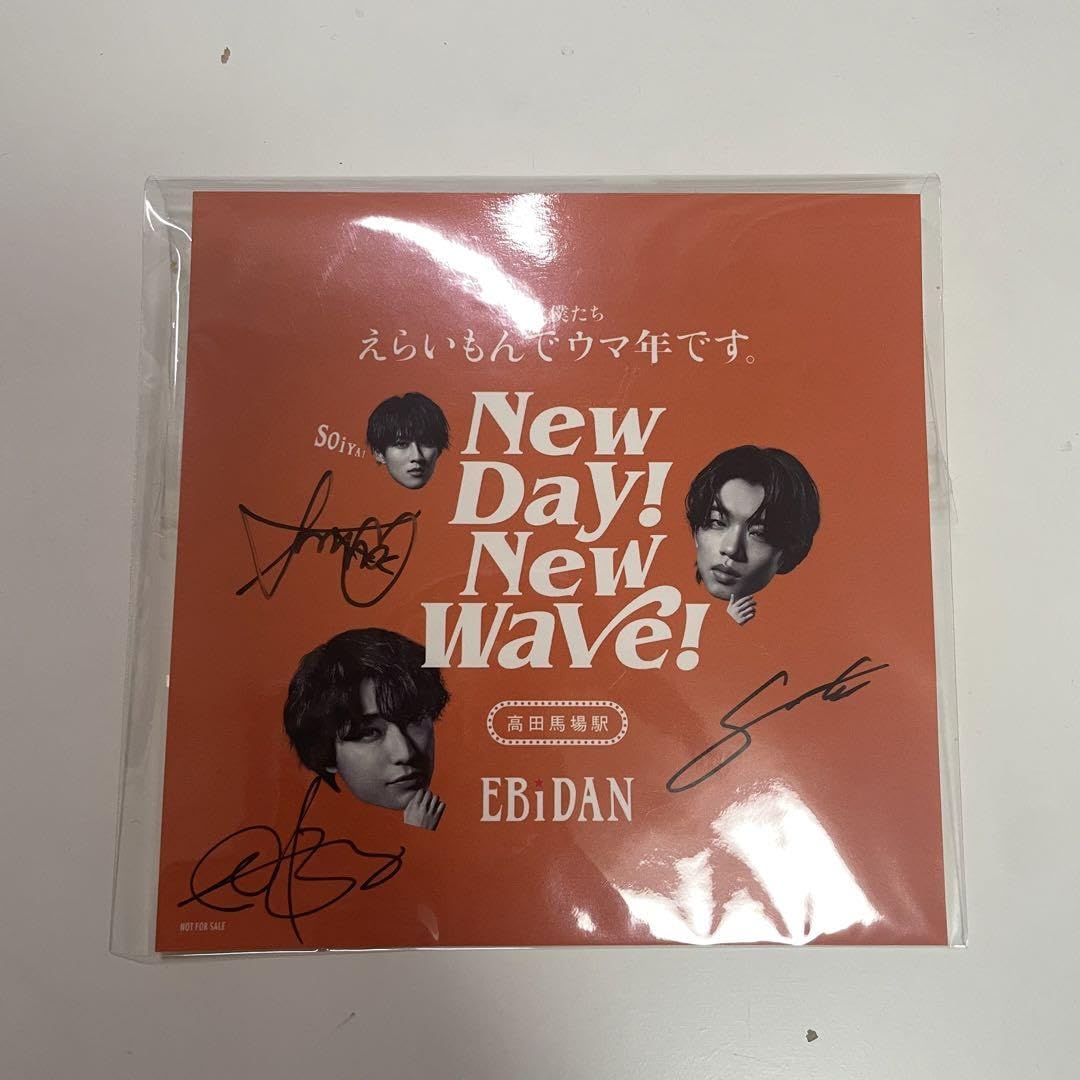 僕たち
えらいもんでウマ年です。
SOiYA!
New
Day!
New
Wave!
高田馬場駅
EBiDAN
NOT FOR SALE